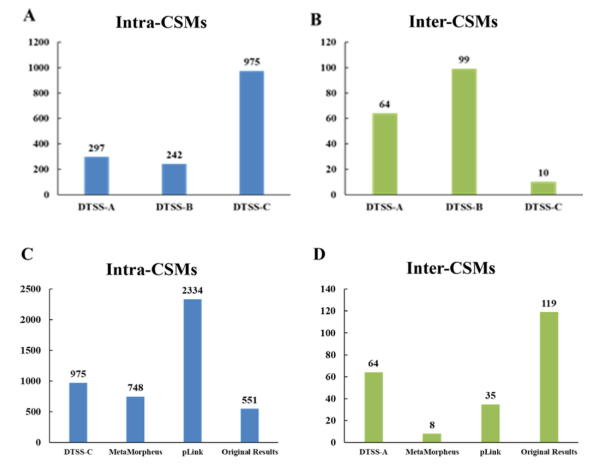 A
Intra-CSMs
1200
1000
800
600
400
200
0
297
242
975
DTSS-A
DTSS-B
DTSS-C
B
Inter-CSMs
120
100
80
60
40
20
0
64
99
10
DTSS-A
DTSS-B
DTSS-C
C
Intra-CSMs
2500
2000
1500
1000
500
0
975
748
2334
551
DTSS-C
MetaMorpheus
pLink
Original Results
D
Inter-CSMs
140
120
100
80
60
40
20
0
64
8
35
119
DTSS-A
MetaMorpheus
pLink
Original Results